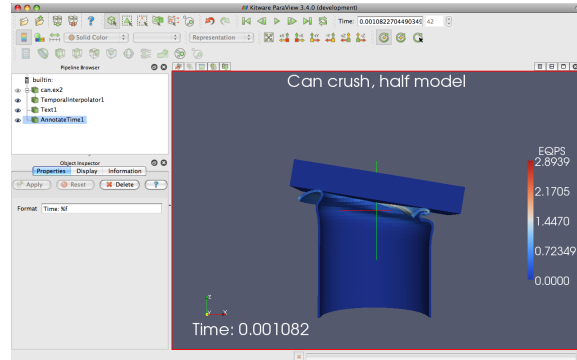 Kitware ParaView 3.4.0 (development)
Time: 0.0010822704490349 42
Solid Color
Representation
Pipeline Browser
builtin:
can.ex2
TemporalInterpolator1
Text1
AnnotateTime1
Object Inspector
Properties Display Information
Apply Reset Delete ?
Format Time: %f
Can crush, half model
EQPS
2.8939
2.1705
1.4470
0.72349
0.0000
Z
Y X
Time: 0.001082